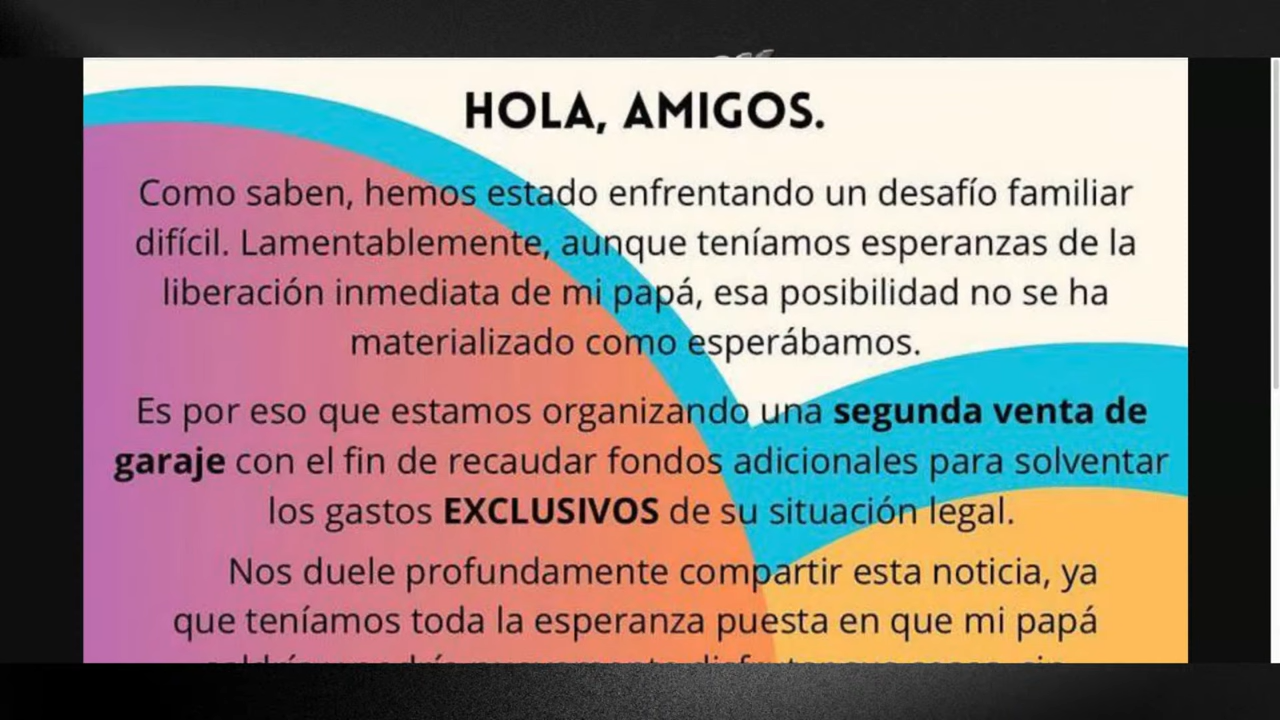 HOLA, AMIGOS.
Como saben, hemos estado enfrentando un desafío familiar
difícil. Lamentablemente, aunque teníamos esperanzas de la
liberación inmediata de mi papá, esa posibilidad no se ha
materializado como esperábamos.
Es por eso que estamos organizando una segunda venta de
garaje con el fin de recaudar fondos adicionales para solventar
los gastos EXCLUSIVOS de su situación legal.
Nos duele profundamente compartir esta noticia, ya
que teníamos toda la esperanza puesta en que mi papá